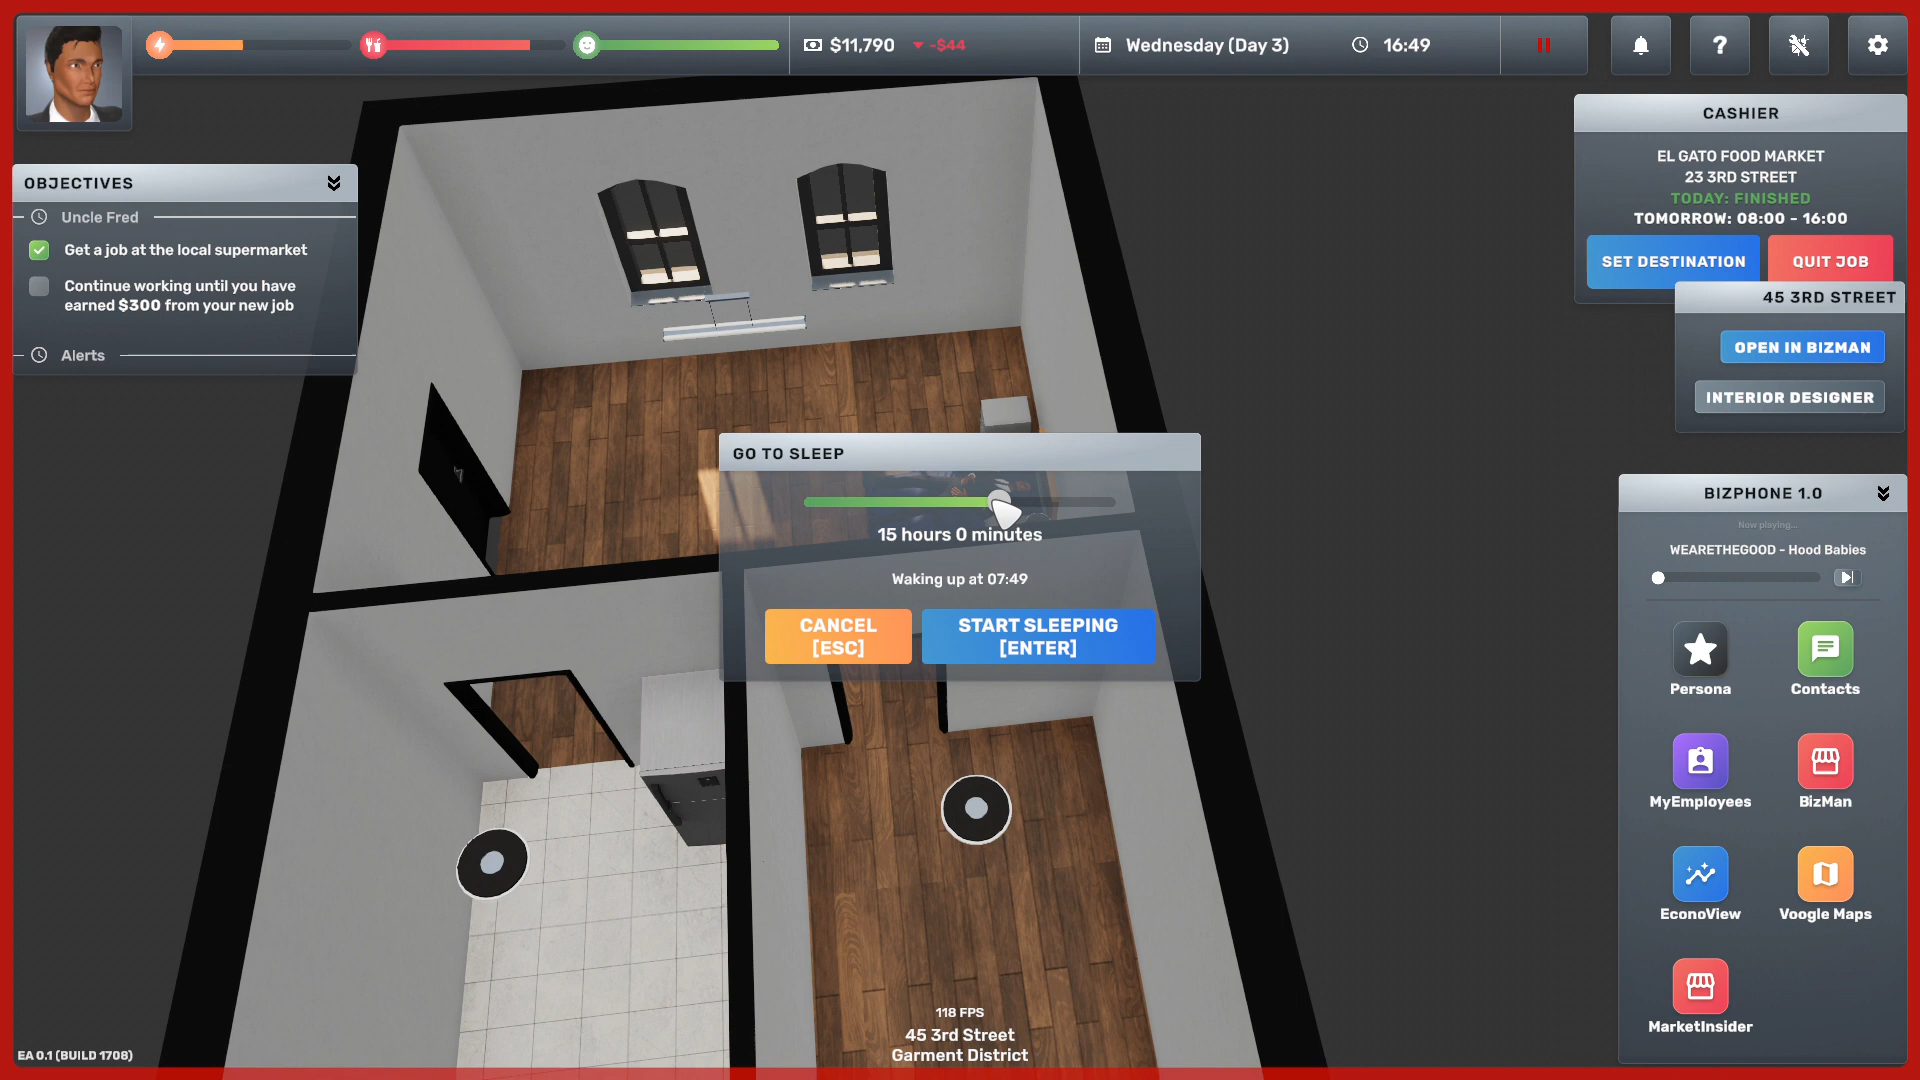 $11,790
-$44
Wednesday (Day 3)
16:49
?
OBJECTIVES
Uncle Fred
Get a job at the local supermarket
Continue working until you have
earned $300 from your new job
Alerts
CASHIER
EL GATO FOOD MARKET
23 3RD STREET
TODAY: FINISHED
TOMORROW: 08:00 - 16:00
SET DESTINATION
QUIT JOB
45 3RD STREET
OPEN IN BIZMAN
INTERIOR DESIGNER
GO TO SLEEP
15 hours 0 minutes
Waking up at 07:49
CANCEL
[ESC]
START SLEEPING
[ENTER]
BIZPHONE 1.0
Now playing...
WEARETHEGOOD - Hood Babies
Persona
Contacts
MyEmployees
BizMan
EconoView
Voogle Maps
MarketInsider
118 FPS
45 3rd Street
Garment District
EA 0.1 (BUILD 1708)